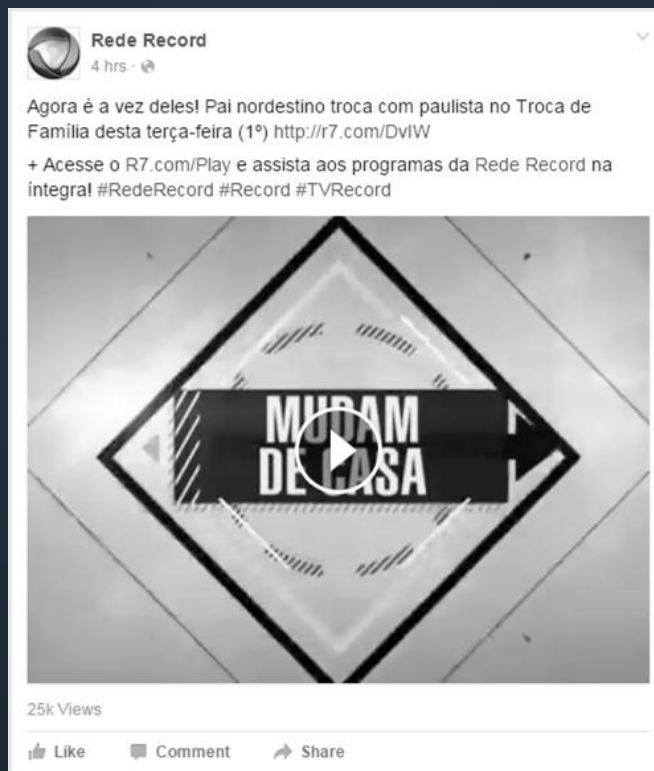 Rede Record
4 hrs ·
Agora é a vez deles! Pai nordestino troca com paulista no Troca de
Família desta terça-feira (1º) http://r7.com/DvIW
+ Acesse o R7.com/Play e assista aos programas da Rede Record na
íntegra! #RedeRecord #Record #TVRecord
MUDAM
DE CASA
25k Views
Like Comment Share